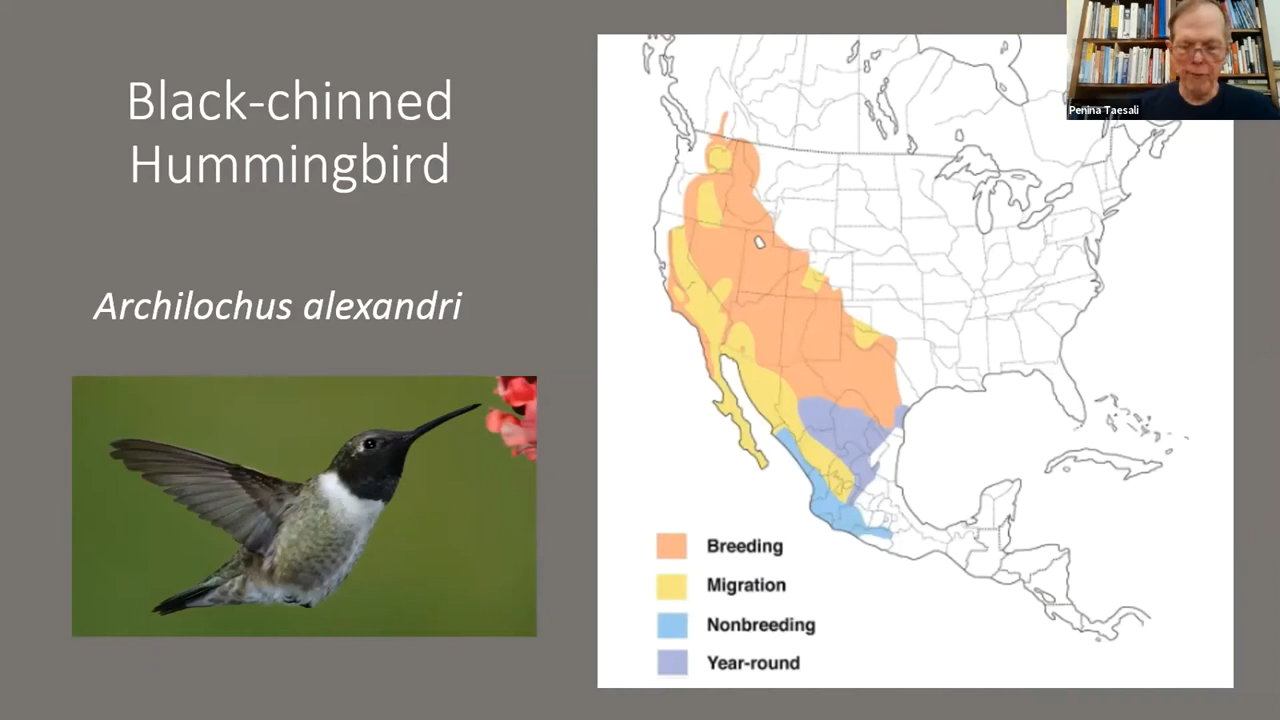 Black-chinned
Hummingbird
Archilochus alexandri
Penina Taesali
Breeding
Migration
Nonbreeding
Year-round